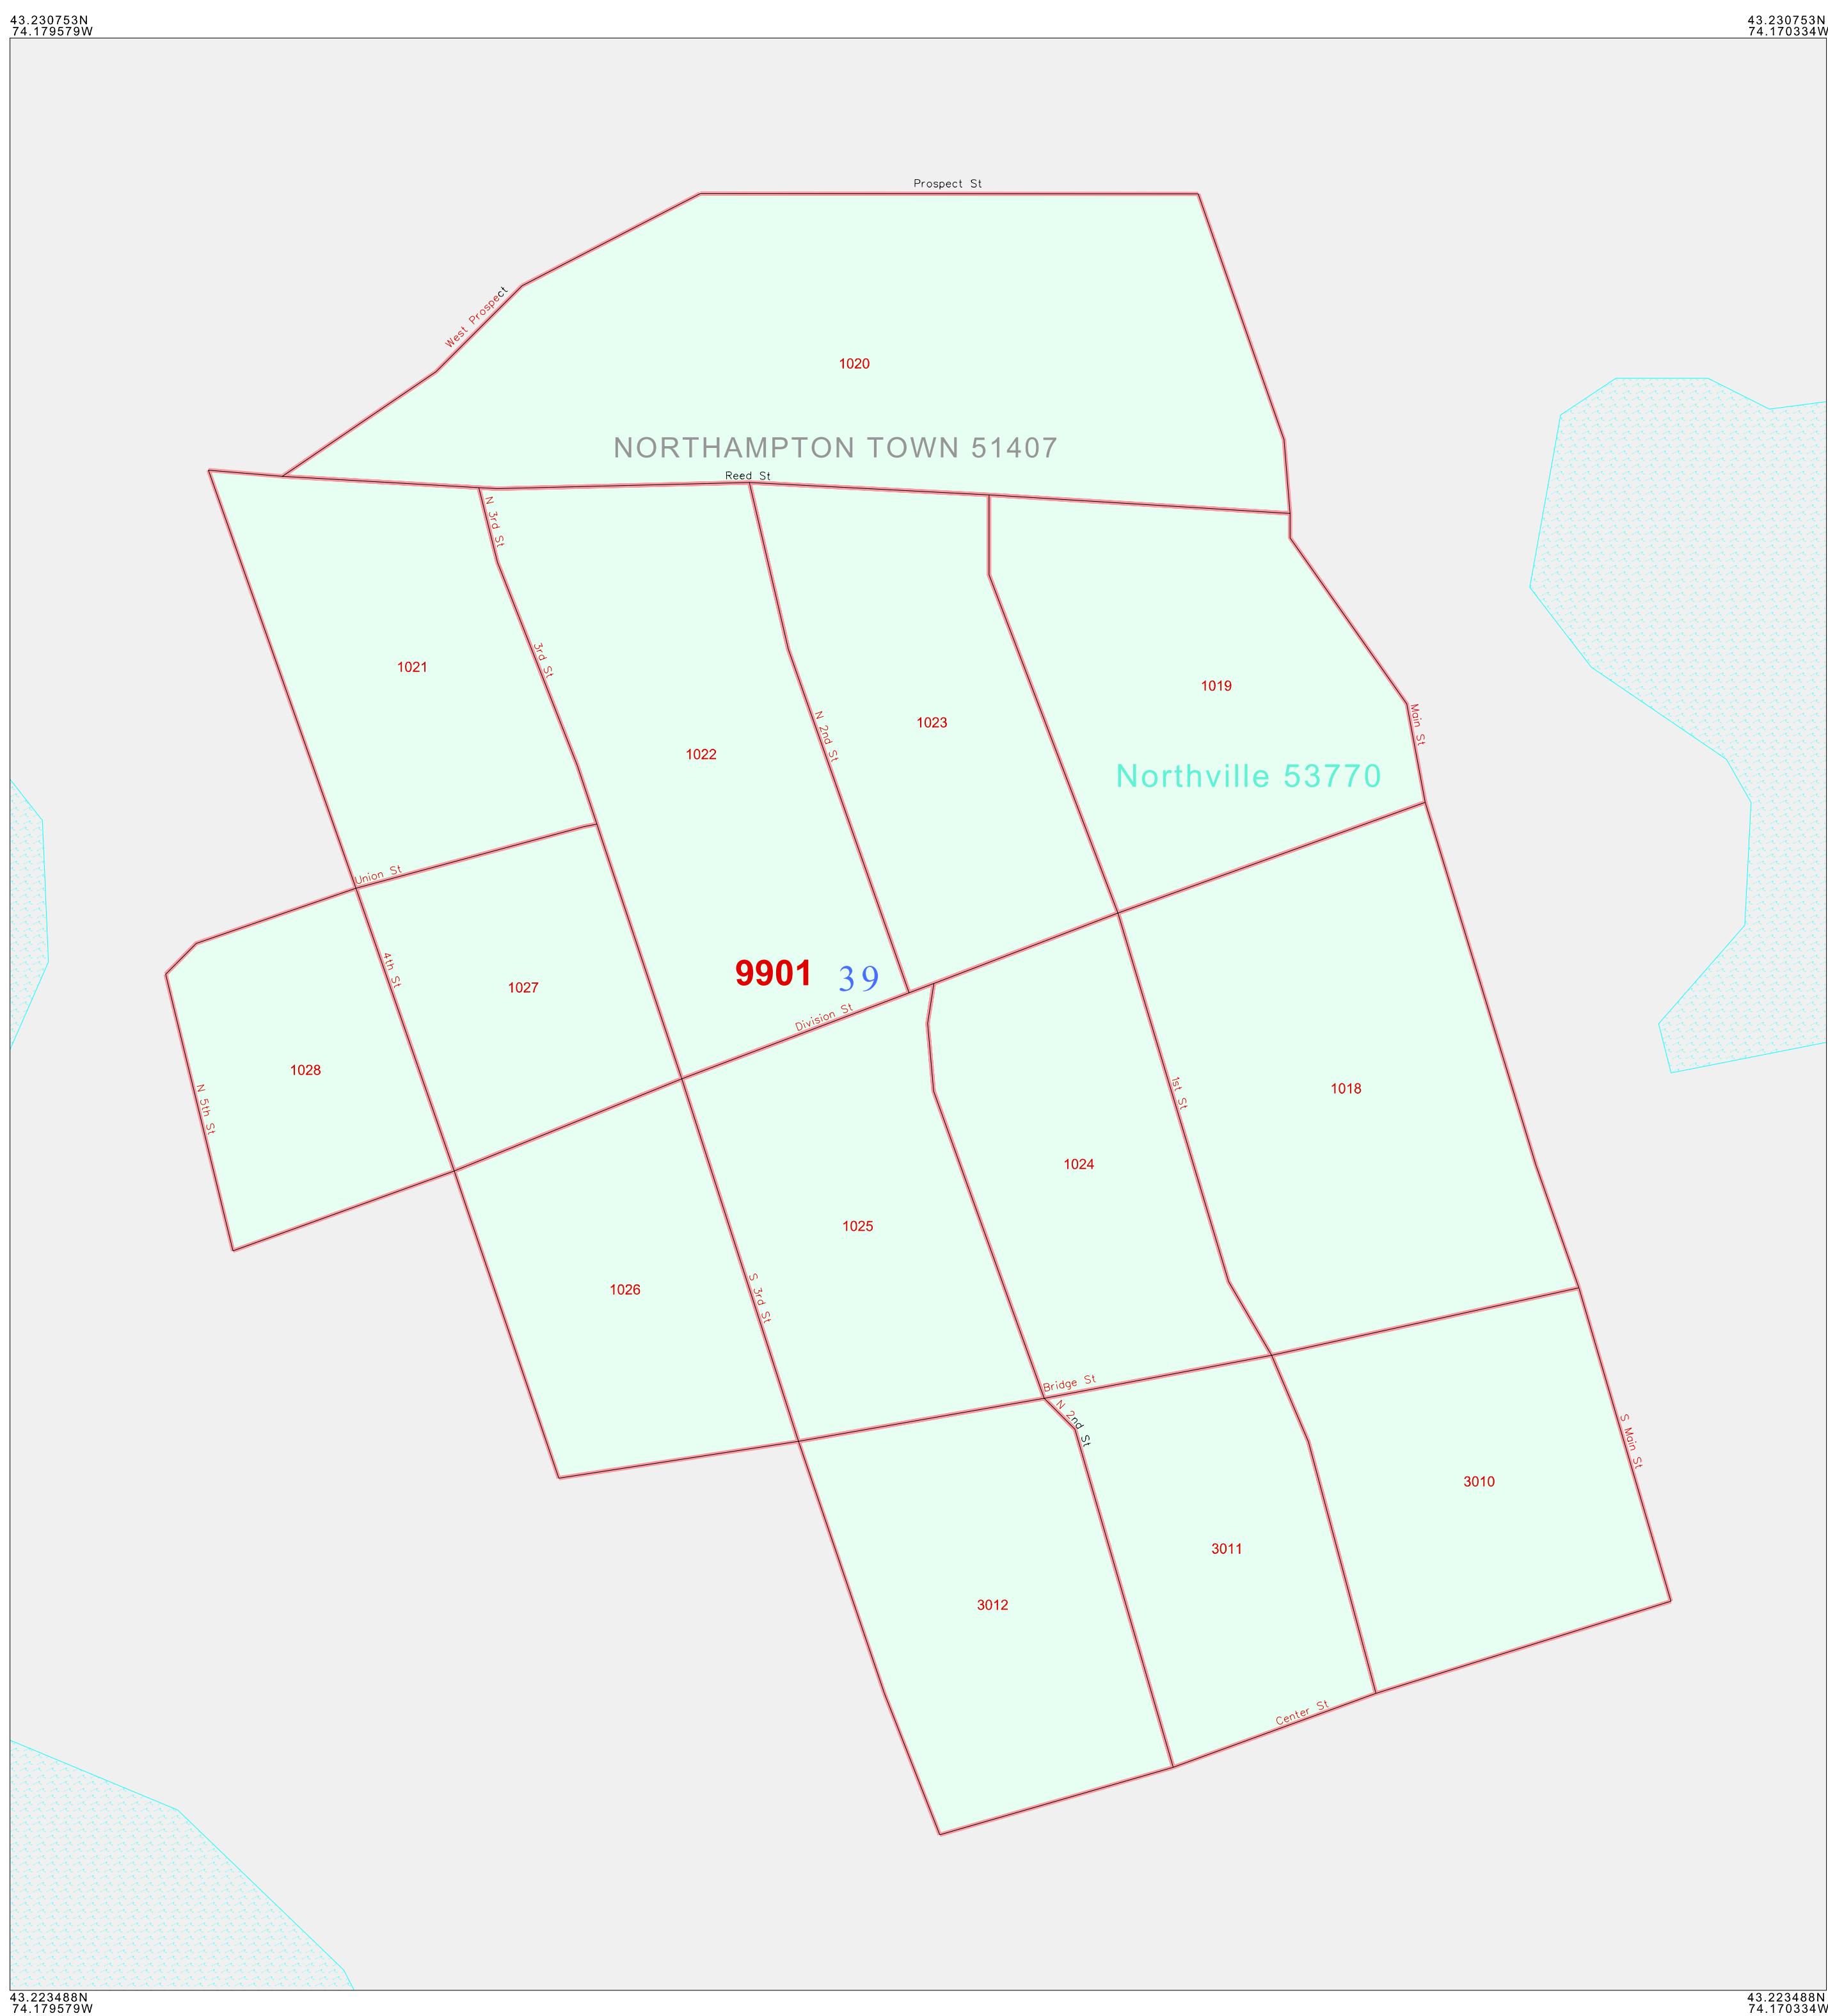 43.230753N
74.179579W
43.230753N
74.170334W
Prospect St
West Prospect
1020
NORTHAMPTON TOWN 51407
Reed St
N 3rd St
3rd St
1021
1019
Main St
1023
N 2nd St
1022
Northville 53770
Union St
4th St
9901
39
1027
Division St
1028
N 5th St
1st St
1018
1024
1025
1026
S 3rd St
Bridge St
N 2nd St
S Main St
3010
3011
3012
Center St
43.223488N
74.179579W
43.223488N
74.170334W